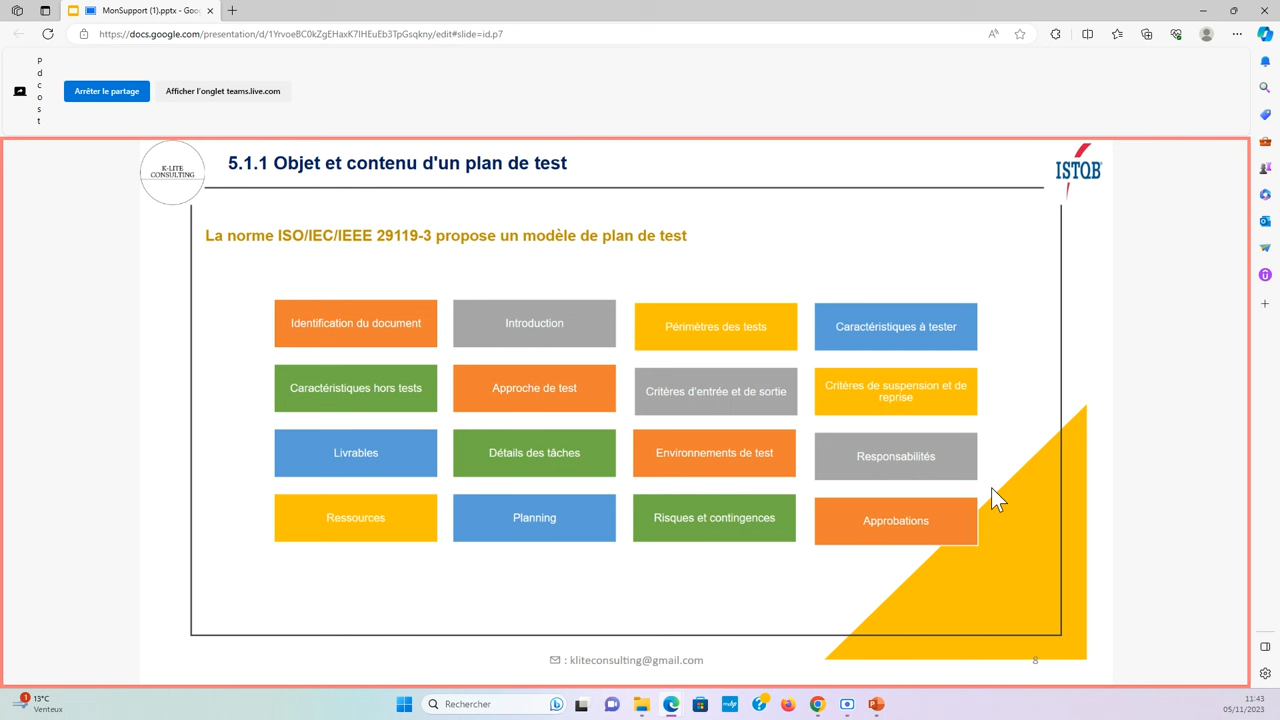 MonSupport (1).pptx - Goo
https://docs.google.com/presentation/d/1YrvoeBC0kZgEHaxK7IHEuEb3TpGsqkny/edit#slide=id.p7
P
d
c
o
s
t
Arrêter le partage
Afficher l'onglet teams.live.com
K-LITE
CONSULTING
5.1.1 Objet et contenu d'un plan de test
ISTQB
La norme ISO/IEC/IEEE 29119-3 propose un modèle de plan de test
Identification du document
Introduction
Périmètres des tests
Caractéristiques à tester
Caractéristiques hors tests
Approche de test
Critères d'entrée et de sortie
Critères de suspension et de
reprise
Livrables
Détails des tâches
Environnements de test
Responsabilités
Ressources
Planning
Risques et contingences
Approbations
: kliteconsulting@gmail.com
8
1
13°C
Venteux
Rechercher
11:43
05/11/2023